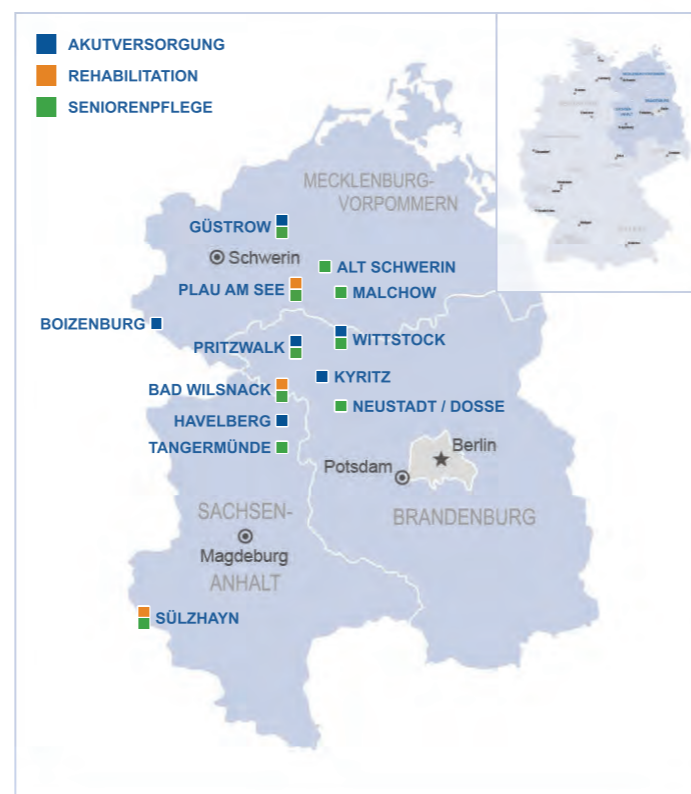 AKUTVERSORGUNG
REHABILITATION
SENIORENPFLEGE
MECKLENBURG-
VORPOMMERN
GÜSTROW
Schwerin
ALT SCHWERIN
PLAU AM SEE
MALCHOW
BOIZENBURG
WITTSTOCK
PRITZWALK
KYRITZ
BAD WILSNACK
NEUSTADT / DOSSE
HAVELBERG
TANGERMÜNDE
Berlin
Potsdam
SACHSEN-
BRANDENBURG
Magdeburg
ANHALT
SÜLZHAYN